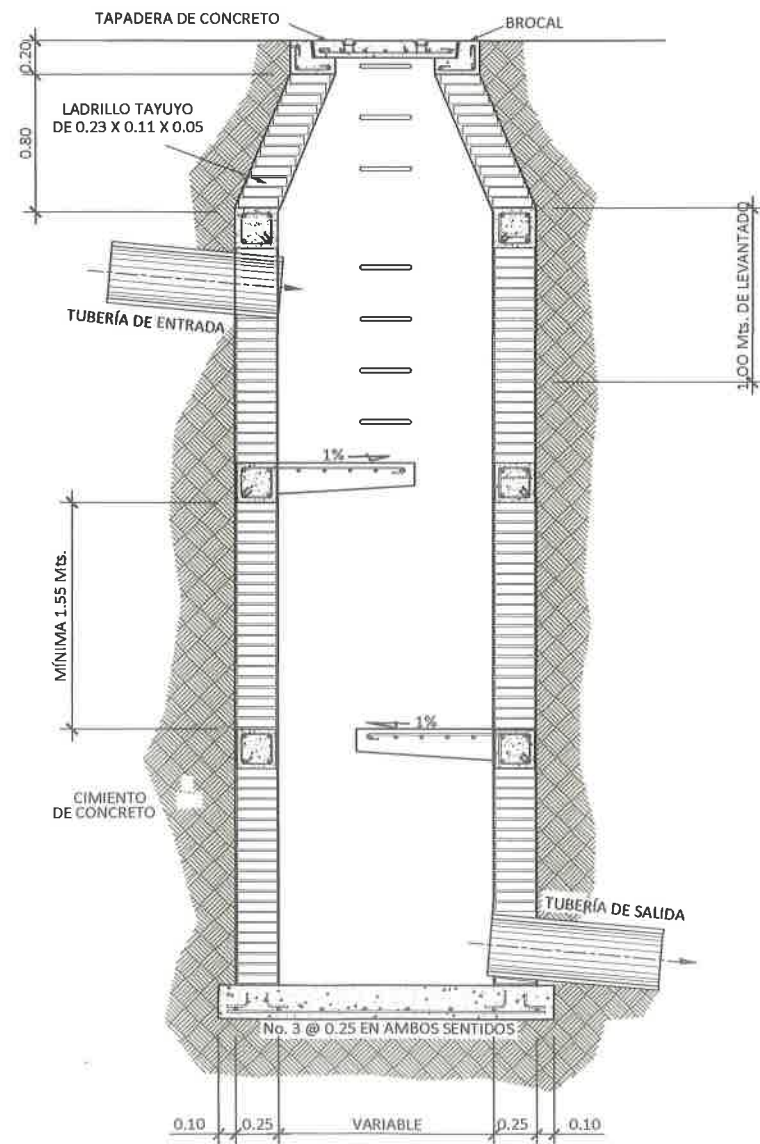 TAPADERA DE CONCRETO
BROCAL
0.20
LADRILLO TAYUYO
DE 0.23 X 0.11 X 0.05
0.80
1.00 Mts. DE LEVANTADO
TUBERÍA DE ENTRADA
1%
MÍNIMA 1.55 Mts.
1%
CIMIENTO
DE CONCRETO
TUBERÍA DE SALIDA
No. 3 @ 0.25 EN AMBOS SENTIDOS
0.10 0.25 VARIABLE 0.25 0.10